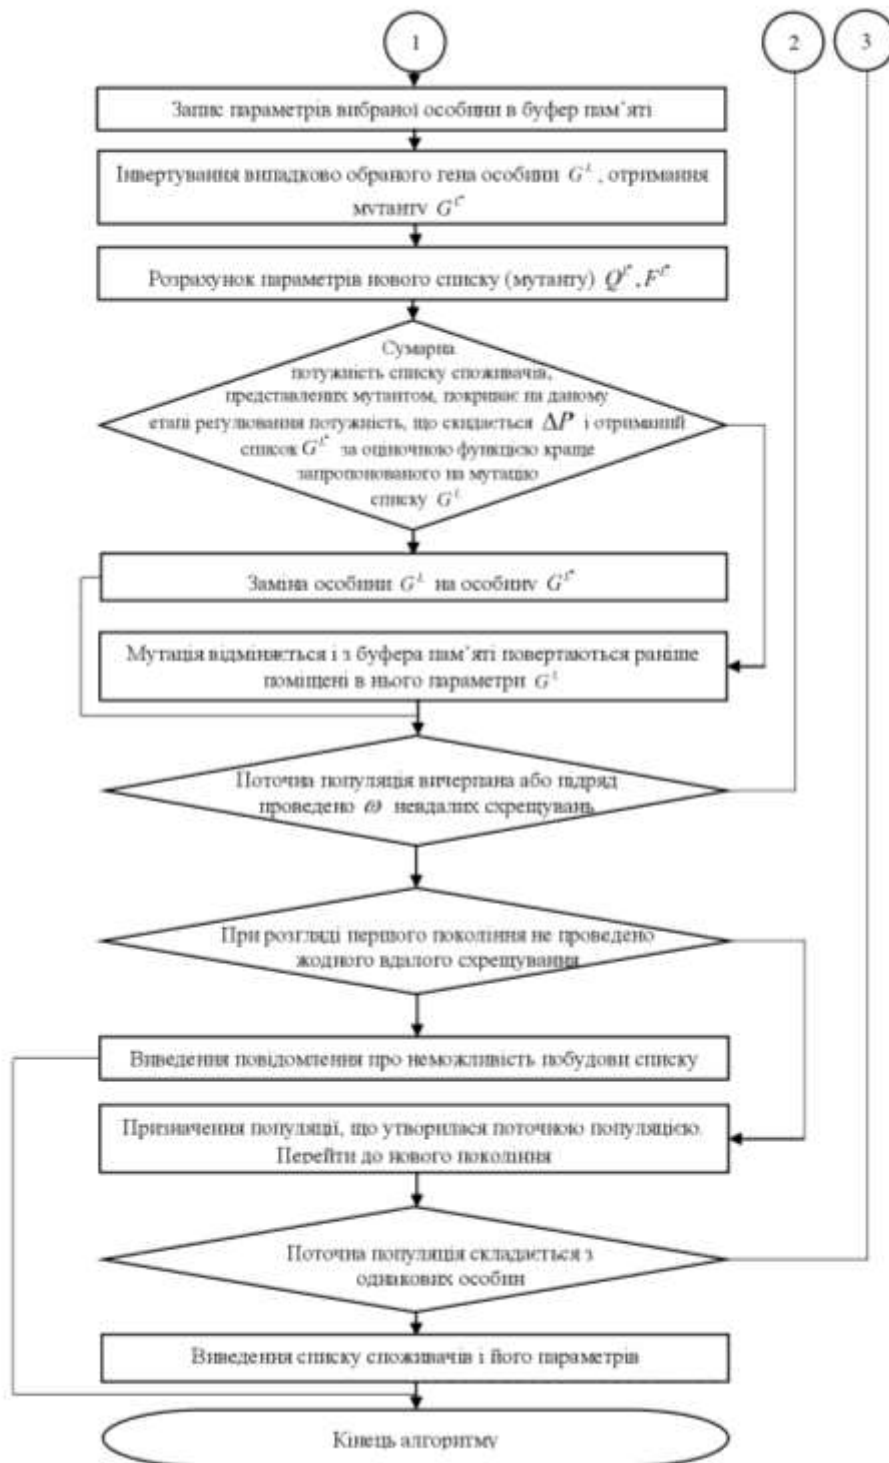 1
2
3
Запис параметрів вибраної особини в буфер пам’яті
Інвертування випадково обраного гена особини G^L , отримання
мутанту G^{L*}
Розрахунок параметрів нового списку (мутанту) Q^{L*}, F^{L*}
Сумарна
потужність списку споживачів,
представлених мутантом, покриває на даному
етапі регулювання потужність, що скидається ΔP і отриманий
список G^{L*} за оціночною функцією краще
запропонованого на мутацію
списку G^L
Заміна особини G^L на особину G^{L*}
Мутація відміняється і з буфера пам’яті повертаються раніше
поміщені в нього параметри G^L
Поточна популяція вичерпана або підряд
проведено ω невдалих схрещувань
При розгляді першого покоління не проведено
жодного вдалого схрещування
Виведення повідомлення про неможливість побудови списку
Призначення популяції, що утворилася поточною популяцією.
Перейти до нового покоління
Поточна популяція складається з
однакових особин
Виведення списку споживачів і його параметрів
Кінець алгоритму